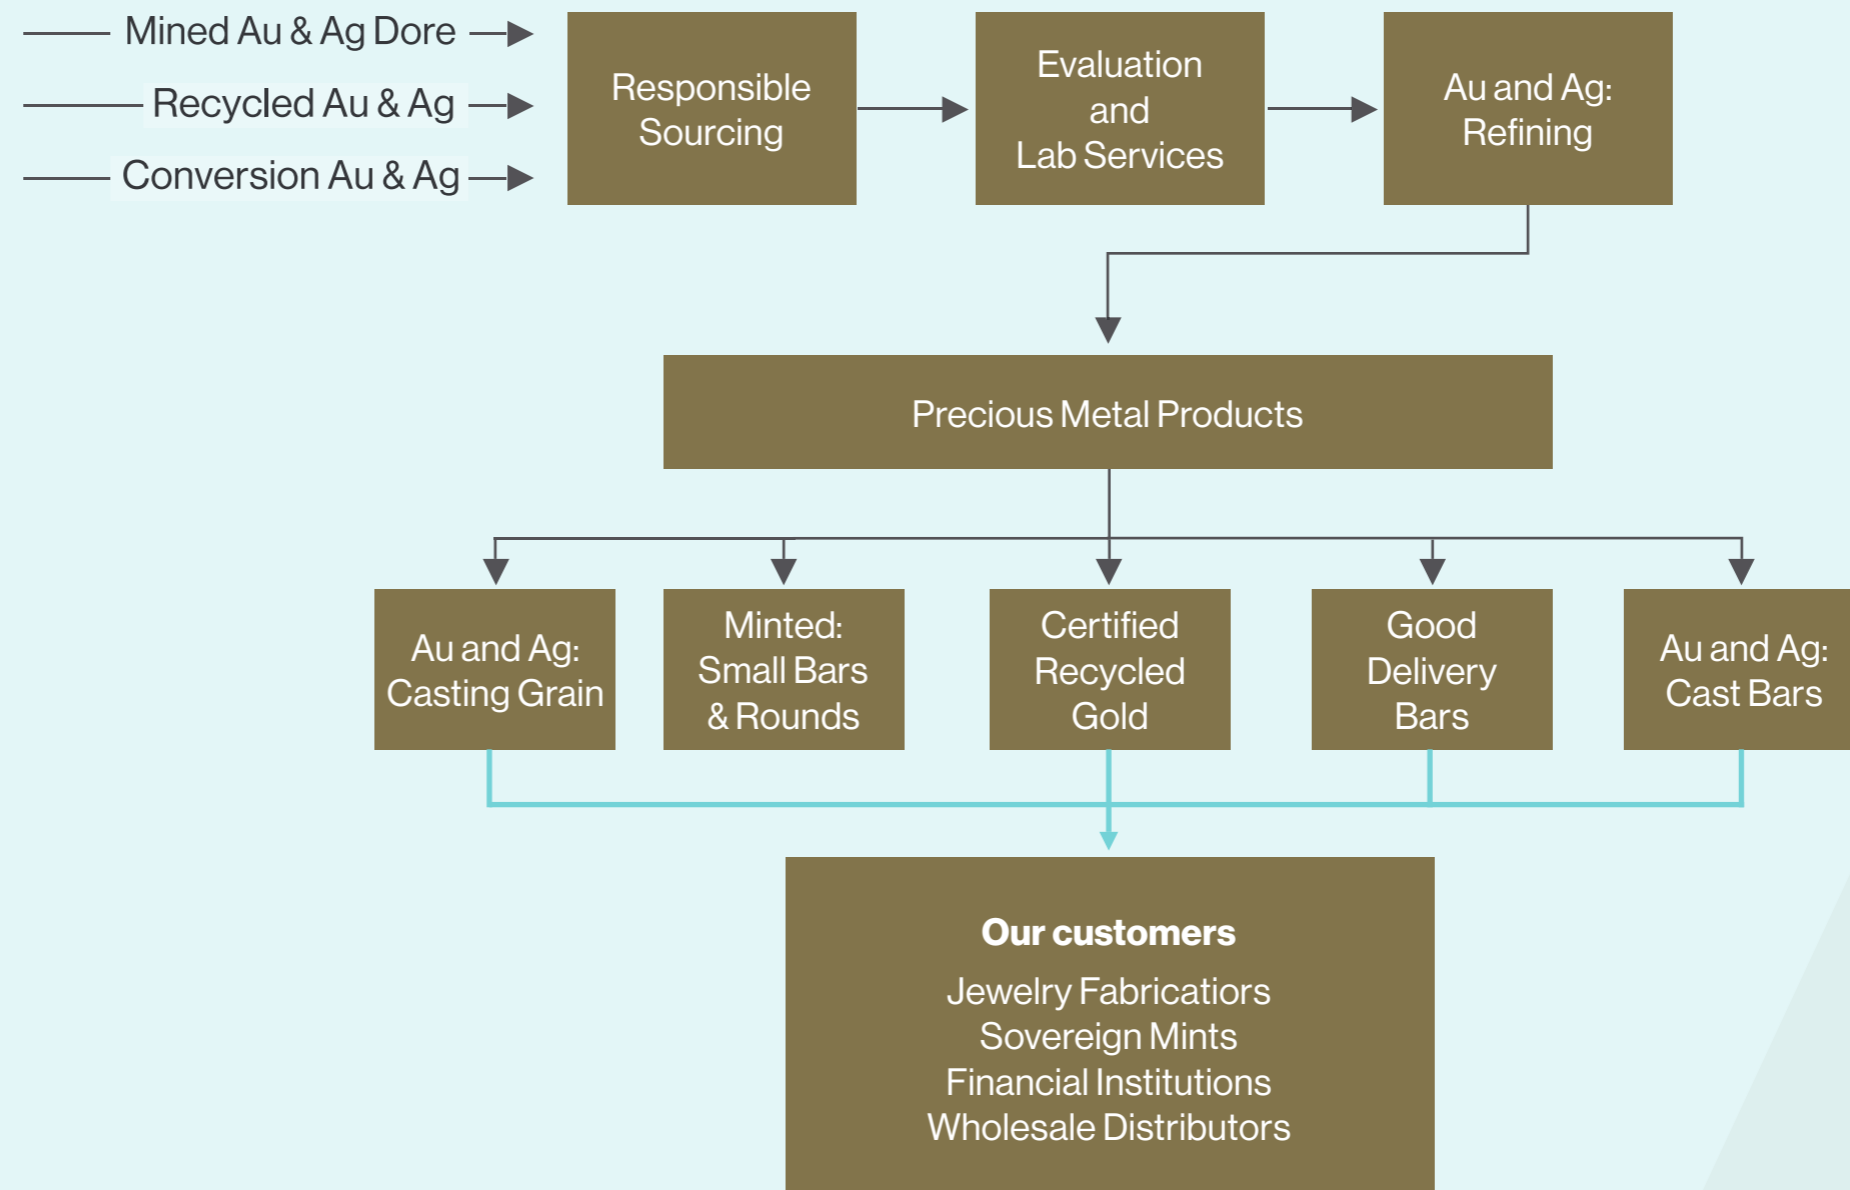 Mined Au & Ag Dore
Recycled Au & Ag
Conversion Au & Ag
Responsible
Sourcing
Evaluation
and
Lab Services
Au and Ag:
Refining
Precious Metal Products
Au and Ag:
Casting Grain
Minted:
Small Bars
& Rounds
Certified
Recycled
Gold
Good
Delivery
Bars
Au and Ag:
Cast Bars
Our customers
Jewelry Fabricatiors
Sovereign Mints
Financial Institutions
Wholesale Distributors